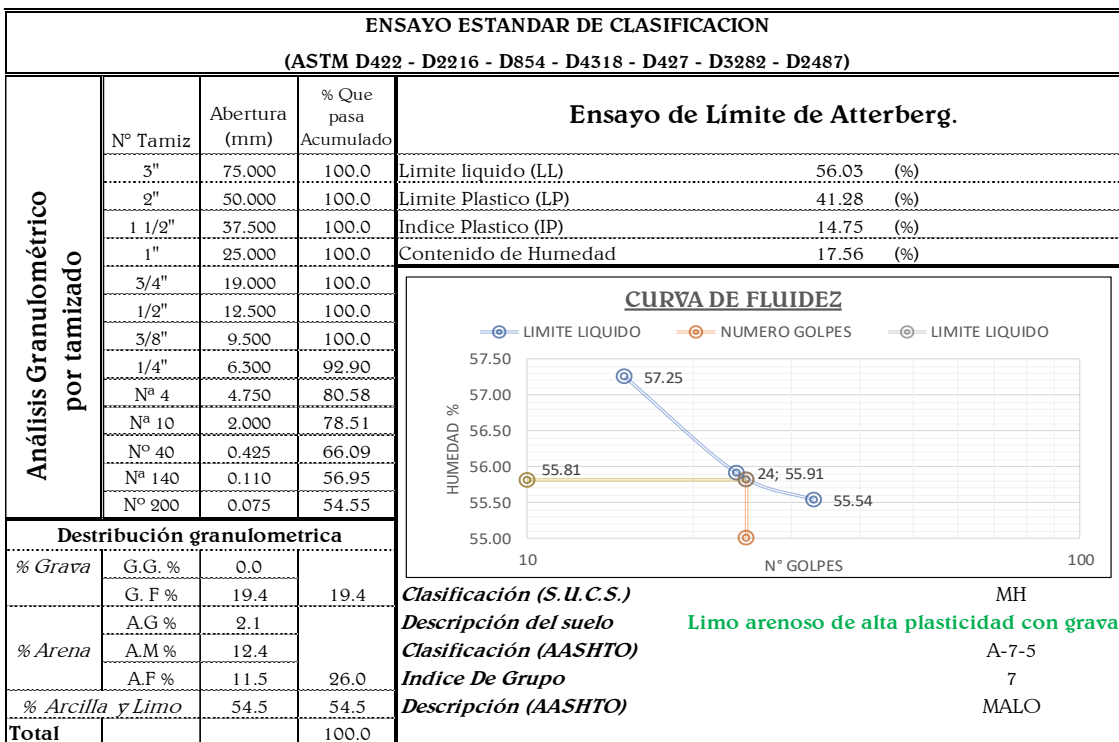 ENSAYO ESTANDAR DE CLASIFICACION
(ASTM D422 - D2216 - D854 - D4318 - D427 - D3282 - D2487)
Análisis Granulométrico
por tamizado
N° Tamiz Abertura (mm) % Que pasa Acumulado
3" 75.000 100.0
2" 50.000 100.0
1 1/2" 37.500 100.0
1" 25.000 100.0
3/4" 19.000 100.0
1/2" 12.500 100.0
3/8" 9.500 100.0
1/4" 6.300 92.90
Nª 4 4.750 80.58
Nª 10 2.000 78.51
Nº 40 0.425 66.09
Nª 140 0.110 56.95
Nº 200 0.075 54.55
Destribución granulometrica
% Grava G.G. % 0.0
G. F % 19.4 19.4
A.G % 2.1
% Arena A.M % 12.4
A.F % 11.5 26.0
% Arcilla y Limo 54.5 54.5
Total 100.0
Ensayo de Límite de Atterberg.
Limite liquido (LL) 56.03 (%)
Limite Plastico (LP) 41.28 (%)
Indice Plastico (IP) 14.75 (%)
Contenido de Humedad 17.56 (%)
CURVA DE FLUIDEZ
LIMITE LIQUIDO NUMERO GOLPES LIMITE LIQUIDO
HUMEDAD %
57.50
57.00
56.50
56.00
55.50
55.00
57.25
55.81
24; 55.91
55.54
10 100
N° GOLPES
Clasificación (S.U.C.S.) MH
Descripción del suelo Limo arenoso de alta plasticidad con grava
Clasificación (AASHTO) A-7-5
Indice De Grupo 7
Descripción (AASHTO) MALO